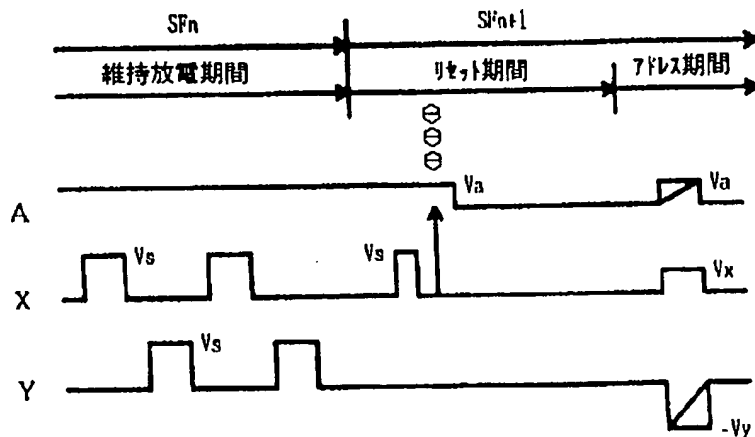 SFn SFn+1
維持放電期間 リセット期間 アドレス期間
⊖
⊖
⊖
A Va Va
X Vs Vs Vx
Y Vs -Vy